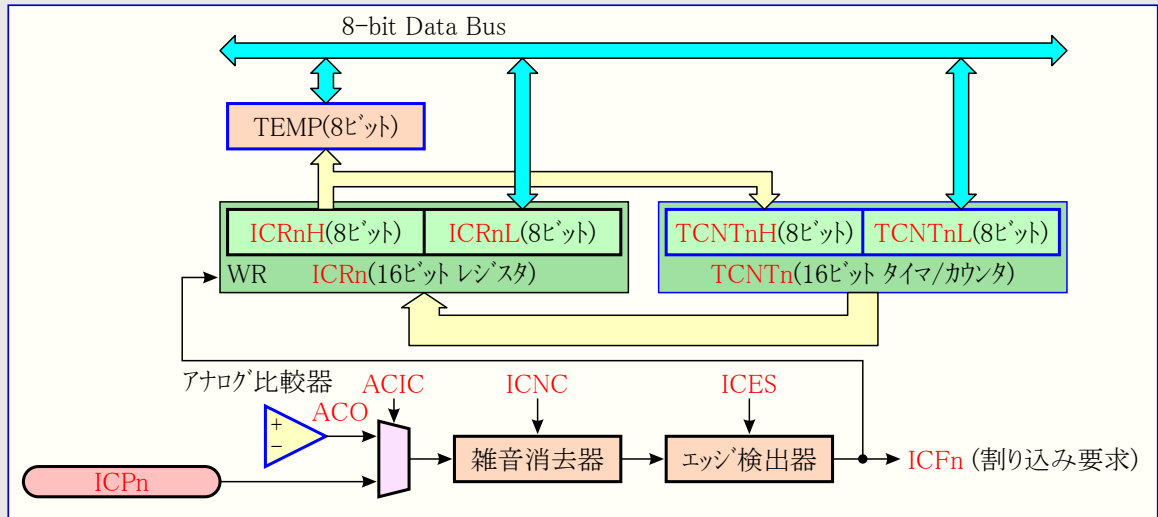 8-bit Data Bus
TEMP(8ビット)
ICRnH(8ビット) ICRnL(8ビット)
WR ICRn(16ビット レジスタ)
TCNTnH(8ビット) TCNTnL(8ビット)
TCNTn(16ビット タイマ/カウンタ)
アナログ比較器
ACIC
ICNC
ICES
+
−
ACO
雑音消去器
エッジ検出器
ICFn (割り込み要求)
ICPn